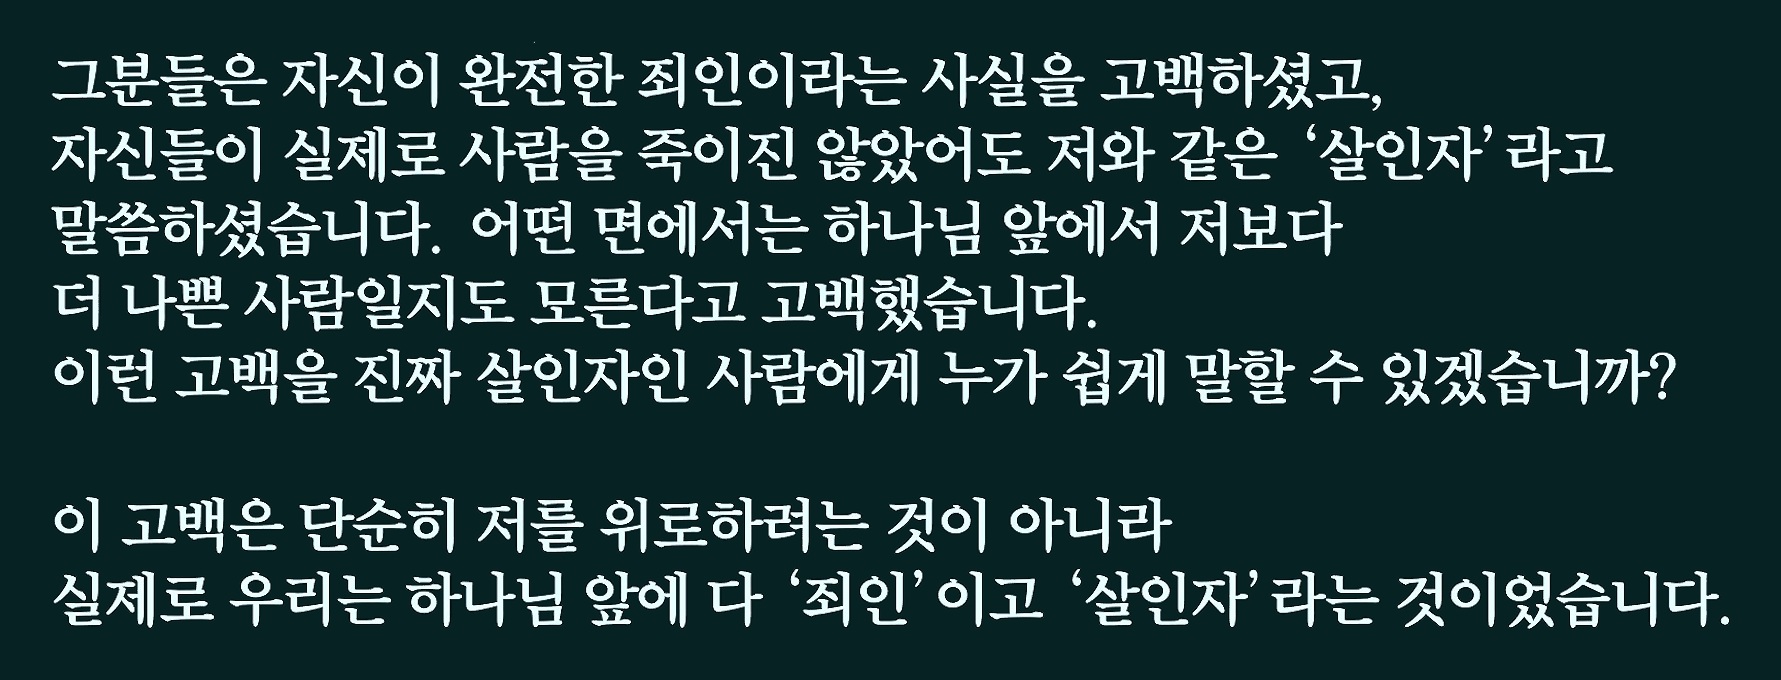 그분들은 자신이 완전한 죄인이라는 사실을 고백하셨고,
자신들이 실제로 사람을 죽이진 않았어도 저와 같은 ‘살인자’라고
말씀하셨습니다. 어떤 면에서는 하나님 앞에서 저보다
더 나쁜 사람일지도 모른다고 고백했습니다.
이런 고백을 진짜 살인자인 사람에게 누가 쉽게 말할 수 있겠습니까?
이 고백은 단순히 저를 위로하려는 것이 아니라
실제로 우리는 하나님 앞에 다 ‘죄인’이고 ‘살인자’라는 것이었습니다.